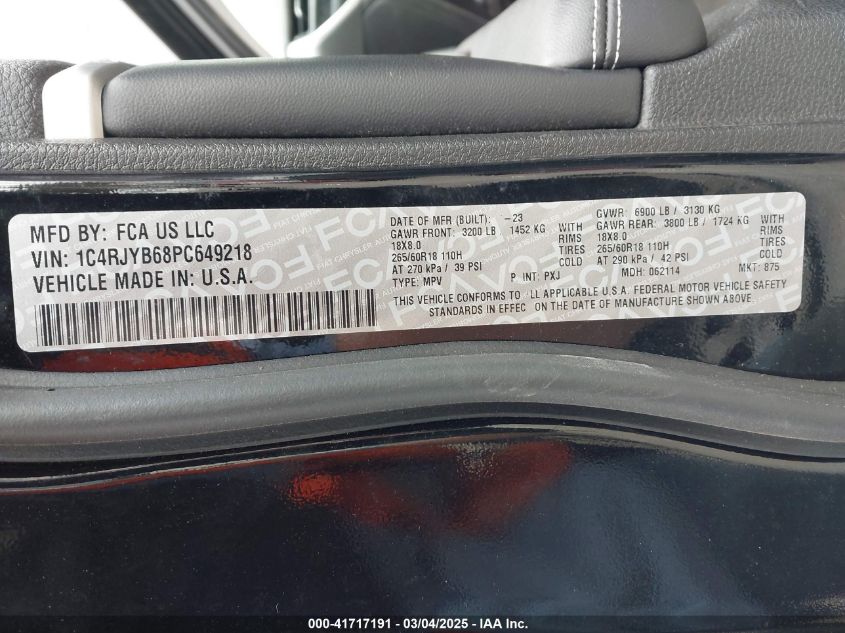 MFD BY: FCA US LLC
VIN: 1C4RJYB68PC649218
VEHICLE MADE IN: U.S.A.
DATE OF MFR (BUILT): -23
GAWR FRONT: 3200 LB 1452 KG
18X8.0 RIMS
265/60R18 110H TIRES
AT 270 kPa / 39 PSI COLD
TYPE: MPV P INT: PXJ
GVWR: 6900 LB / 3130 KG
GAWR REAR: 3800 LB / 1724 KG
18X8.0 RIMS
265/60R18 110H TIRES
AT 290 kPa / 42 PSI COLD
MDH: 062114 MKT: 875
THIS VEHICLE CONFORMS TO LL APPLICABLE U.S.A. FEDERAL MOTOR VEHICLE SAFETY
STANDARDS IN EFFEC ON THE DATE OF MANUFACTURE SHOWN ABOVE.
000-41717191 - 03/04/2025 - IAA Inc.